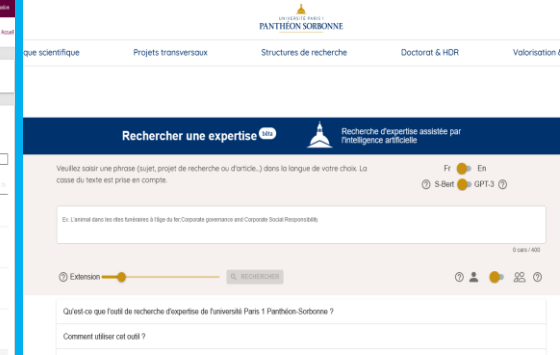 Accueil
UNIVERSITÉ PARIS 1
PANTHÉON SORBONNE
que scientifique Projets transversaux Structures de recherche Doctorat & HDR Valorisation &
Rechercher une expertise bêta
Recherche d'expertise assistée par
l'intelligence artificielle
Veuillez saisir une phrase (sujet, projet de recherche ou d'article...) dans la langue de votre choix. La
casse du texte est prise en compte.
Fr En
S-Bert GPT-3
Ex: L'animal dans les rites funéraires à l'âge du fer;Corporate governance and Corporate Social Responsibility.
0 cars / 400
Extension RECHERCHER
Qu'est-ce que l'outil de recherche d'expertise de l'université Paris 1 Panthéon-Sorbonne ?
Comment utiliser cet outil ?